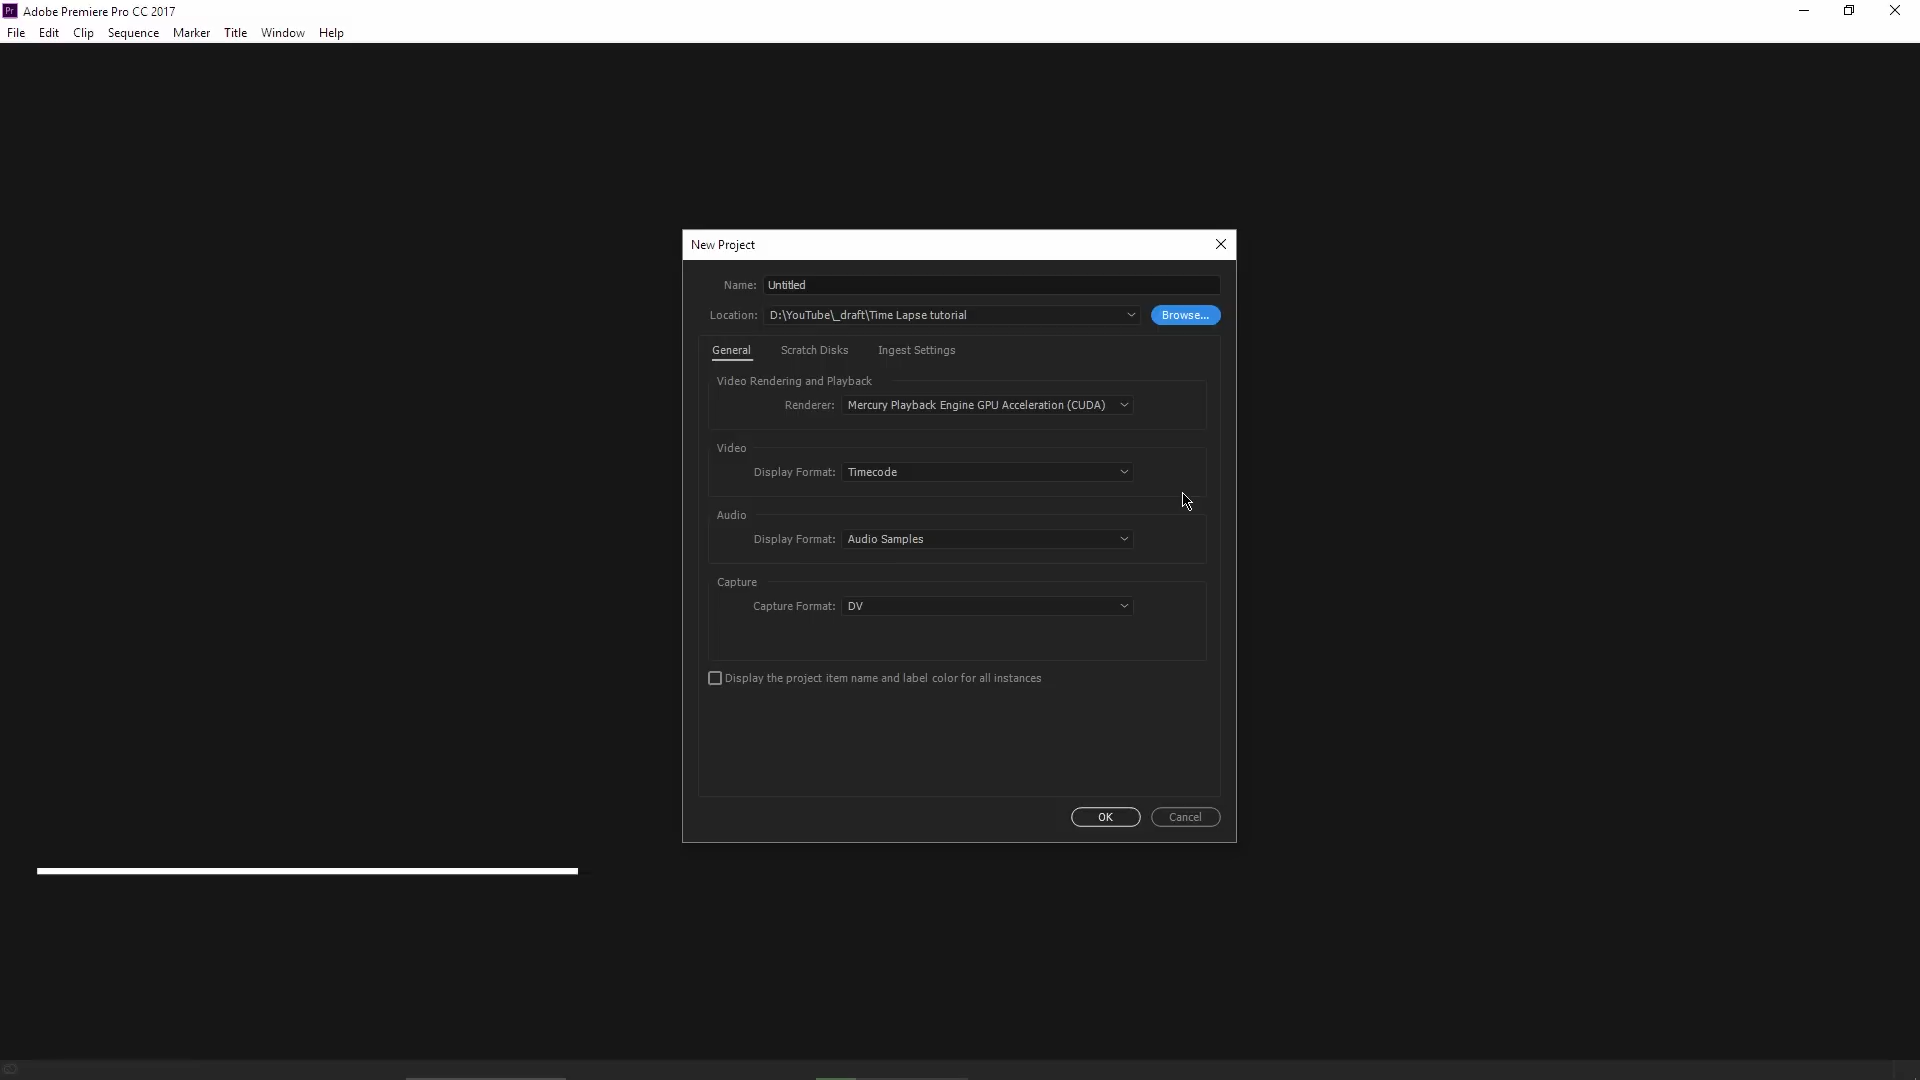 Pr Adobe Premiere Pro CC 2017
File Edit Clip Sequence Marker Title Window Help
New Project
Name: Untitled
Location: D:\YouTube\_draft\Time Lapse tutorial Browse...
General Scratch Disks Ingest Settings
Video Rendering and Playback
Renderer: Mercury Playback Engine GPU Acceleration (CUDA)
Video
Display Format: Timecode
Audio
Display Format: Audio Samples
Capture
Capture Format: DV
Display the project item name and label color for all instances
OK Cancel